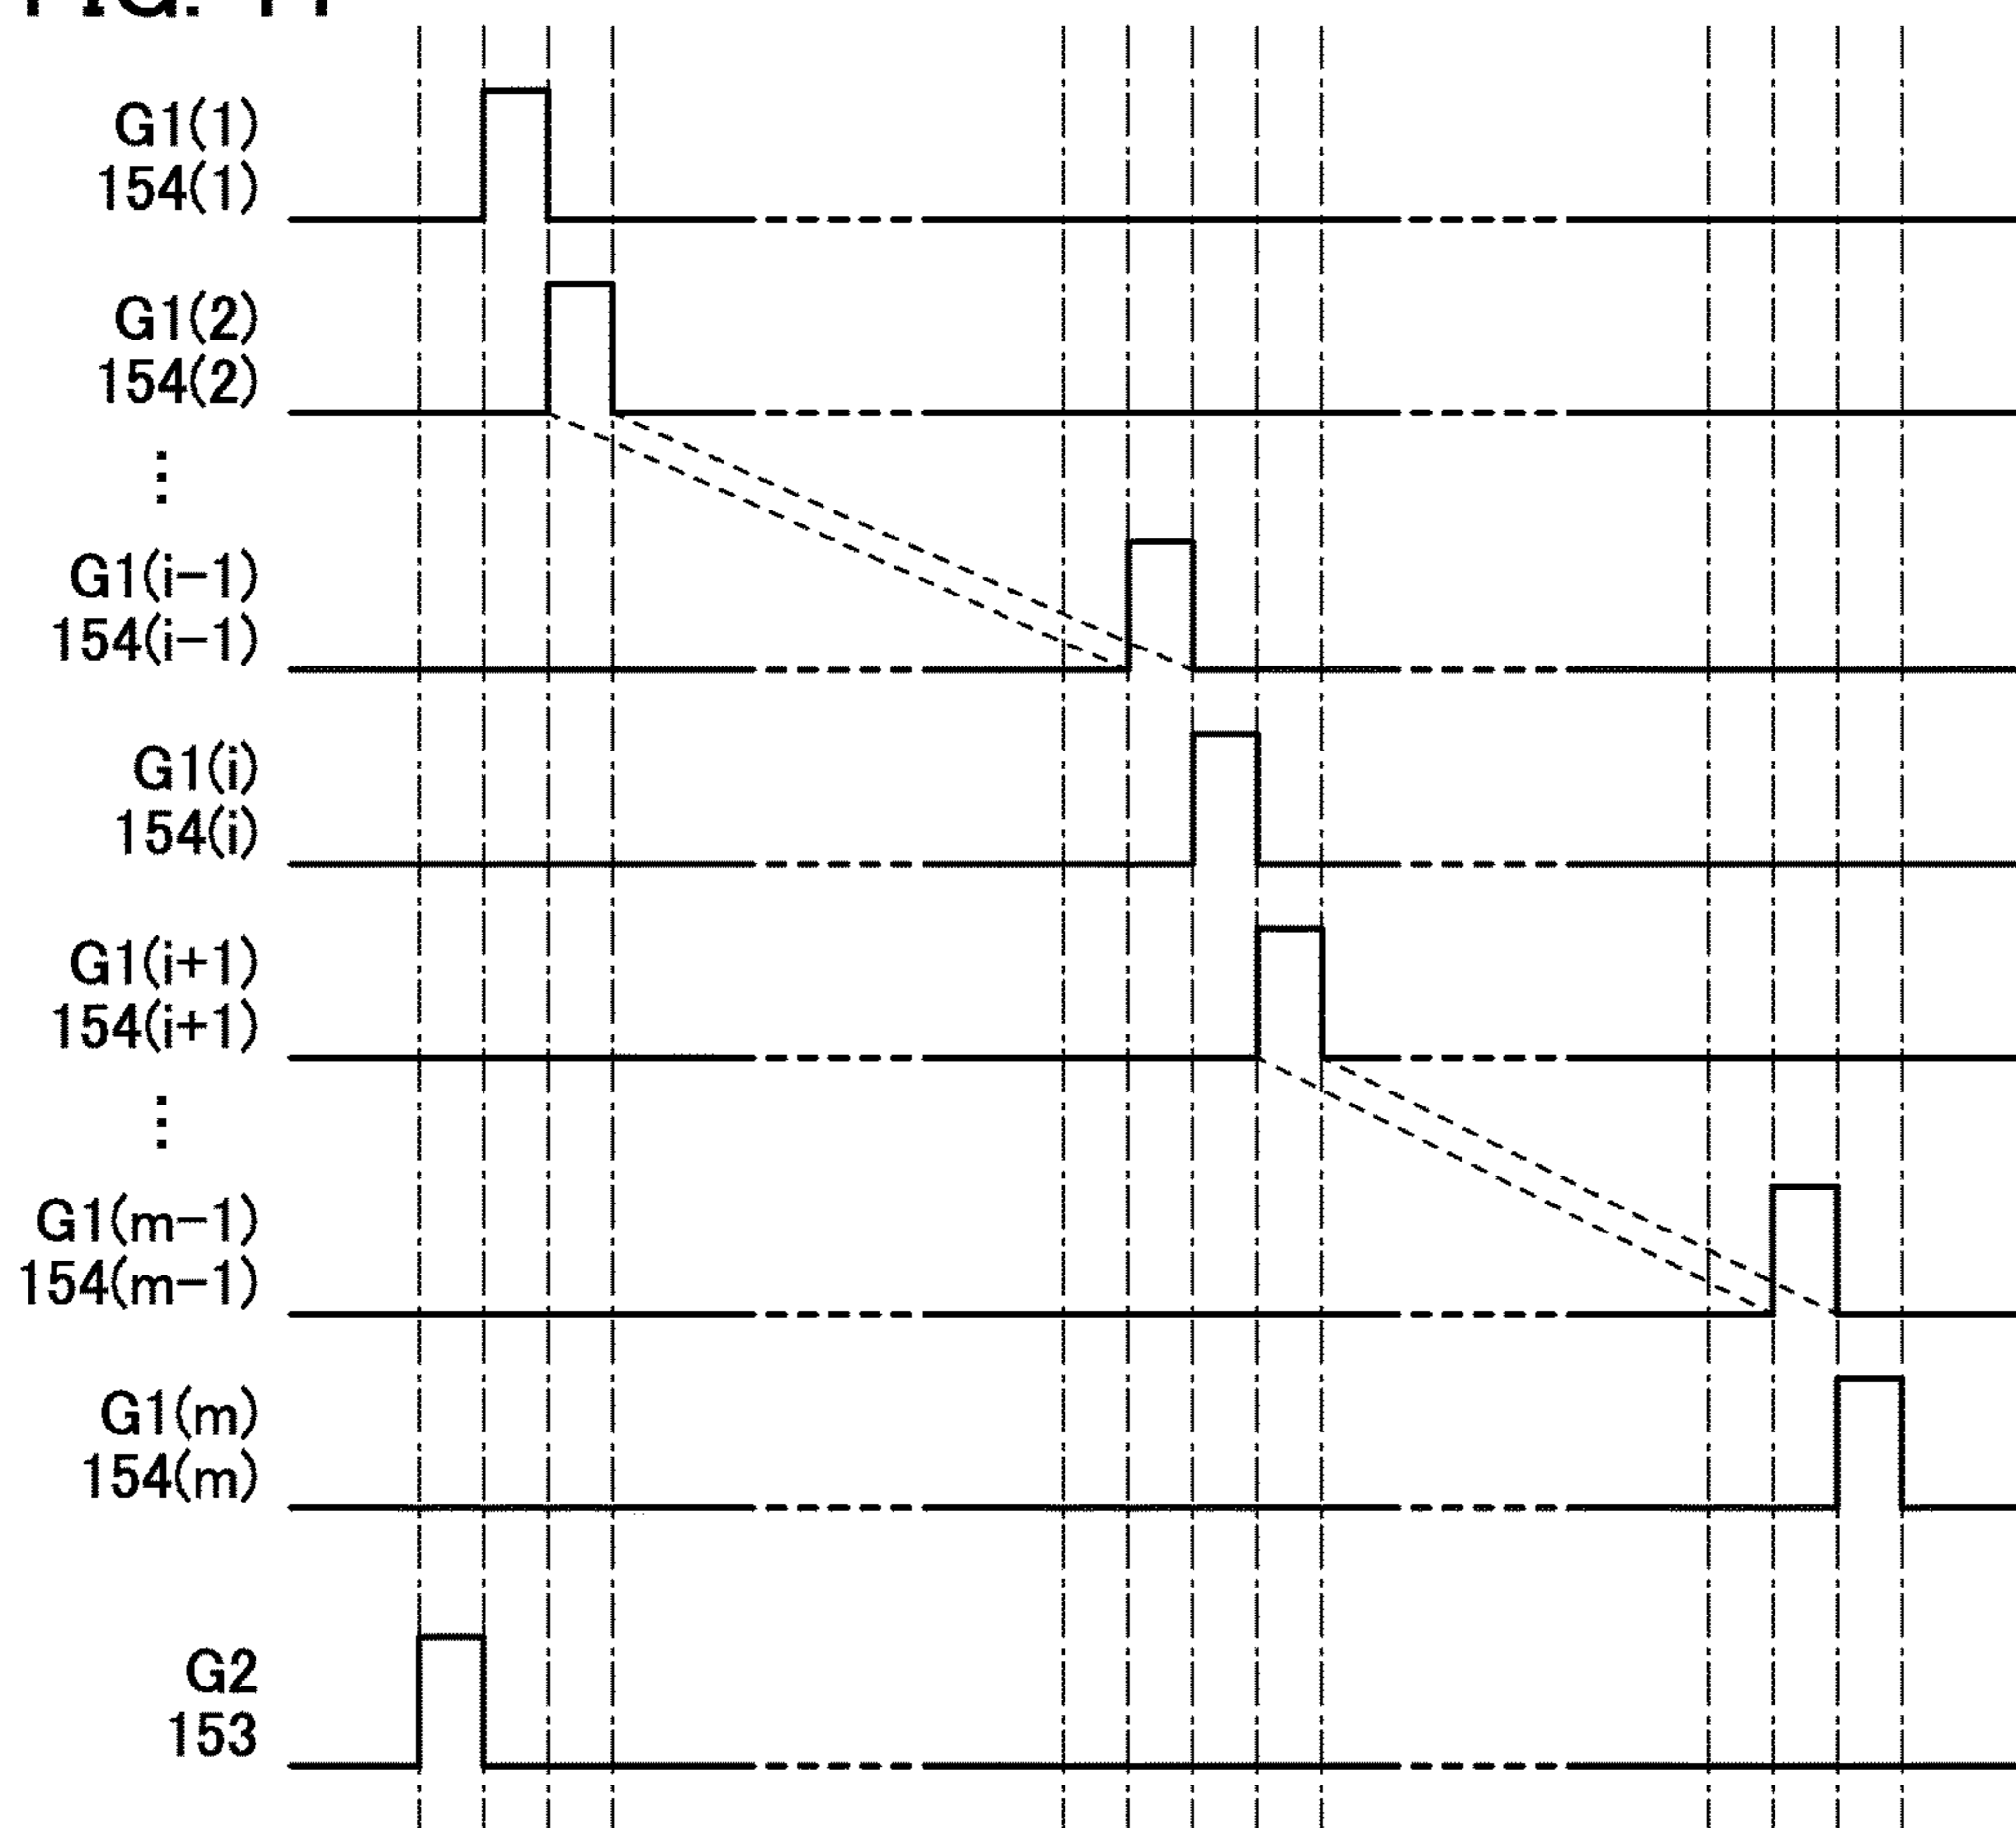 G1(1)
154(1)
G1(2)
154(2)
⋮
G1(i-1)
154(i-1)
G1(i)
154(i)
G1(i+1)
154(i+1)
⋮
G1(m-1)
154(m-1)
G1(m)
154(m)
G2
153